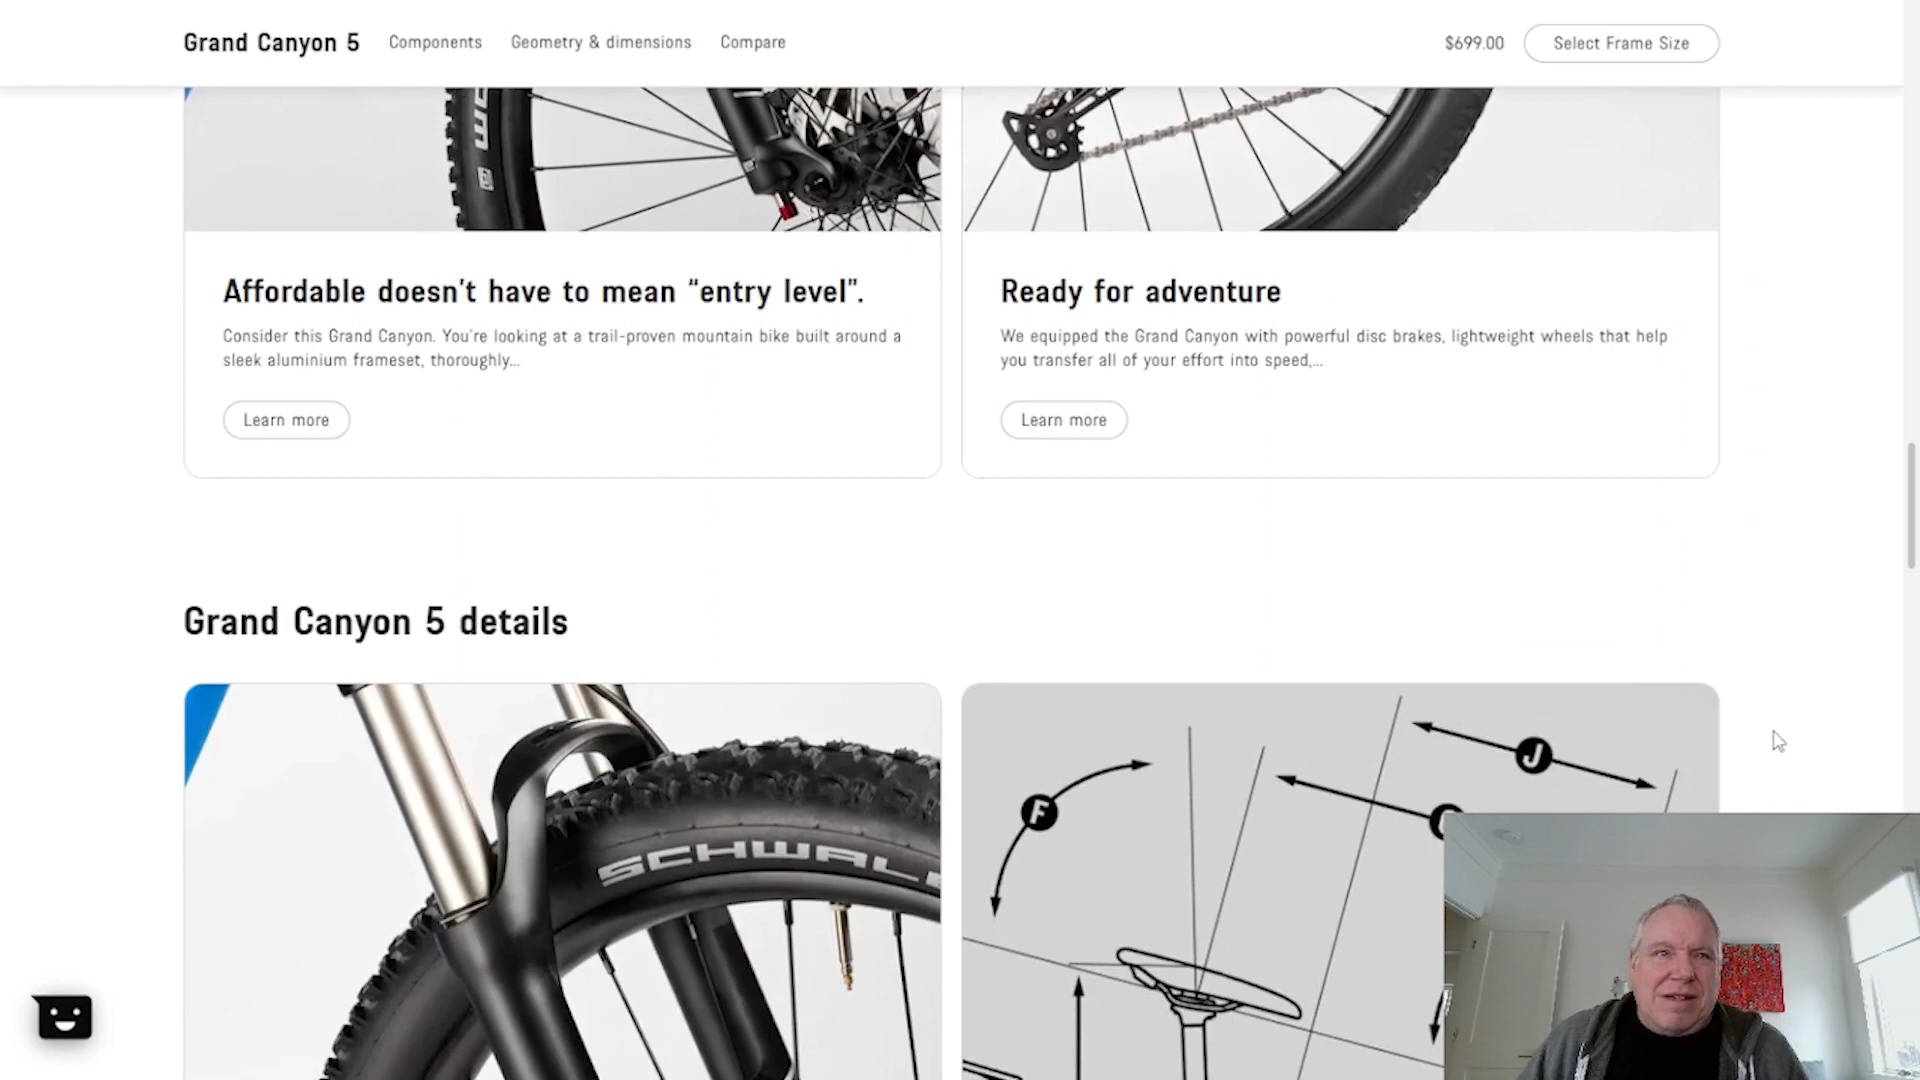 Grand Canyon 5 Components Geometry & dimensions Compare $699.00 Select Frame Size
Affordable doesn't have to mean “entry level”.
Consider this Grand Canyon. You're looking at a trail-proven mountain bike built around a
sleek aluminium frameset, thoroughly...
Learn more
Ready for adventure
We equipped the Grand Canyon with powerful disc brakes, lightweight wheels that help
you transfer all of your effort into speed,...
Learn more
Grand Canyon 5 details
SCHWAL
J
F